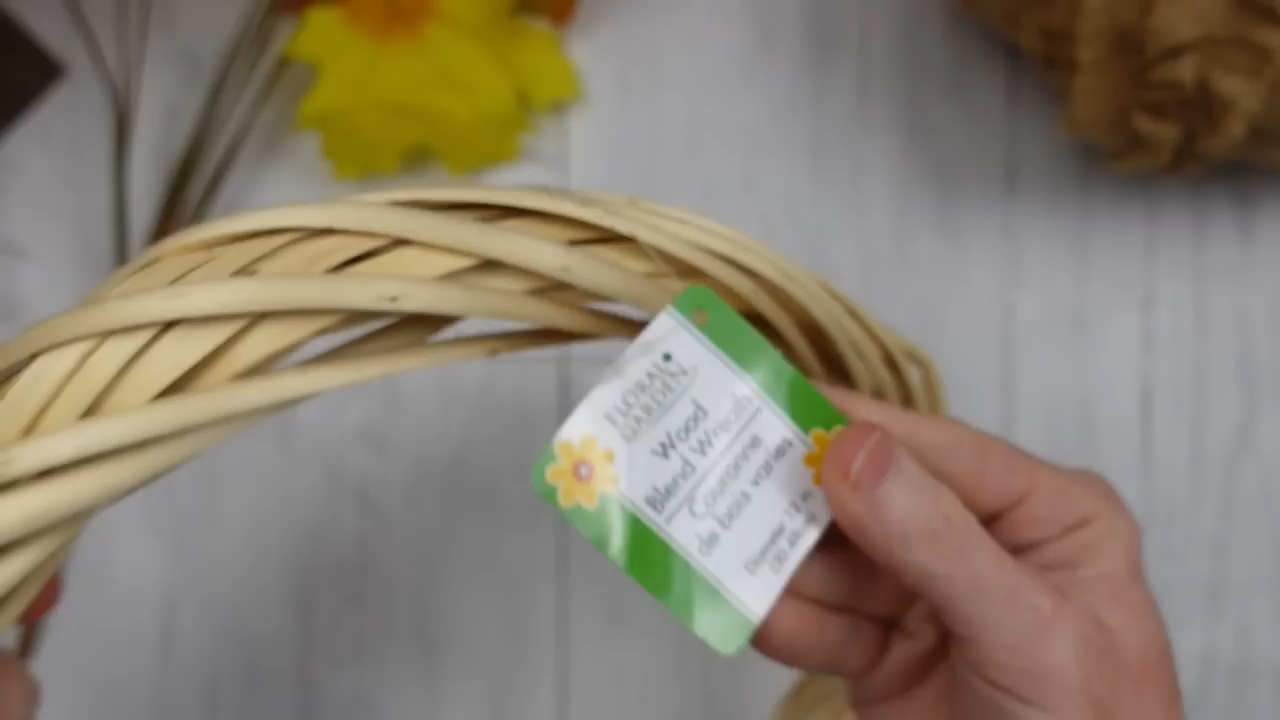 FLORAL
GARDEN
Wood
Blend Wreath
Couronne
de bois variés